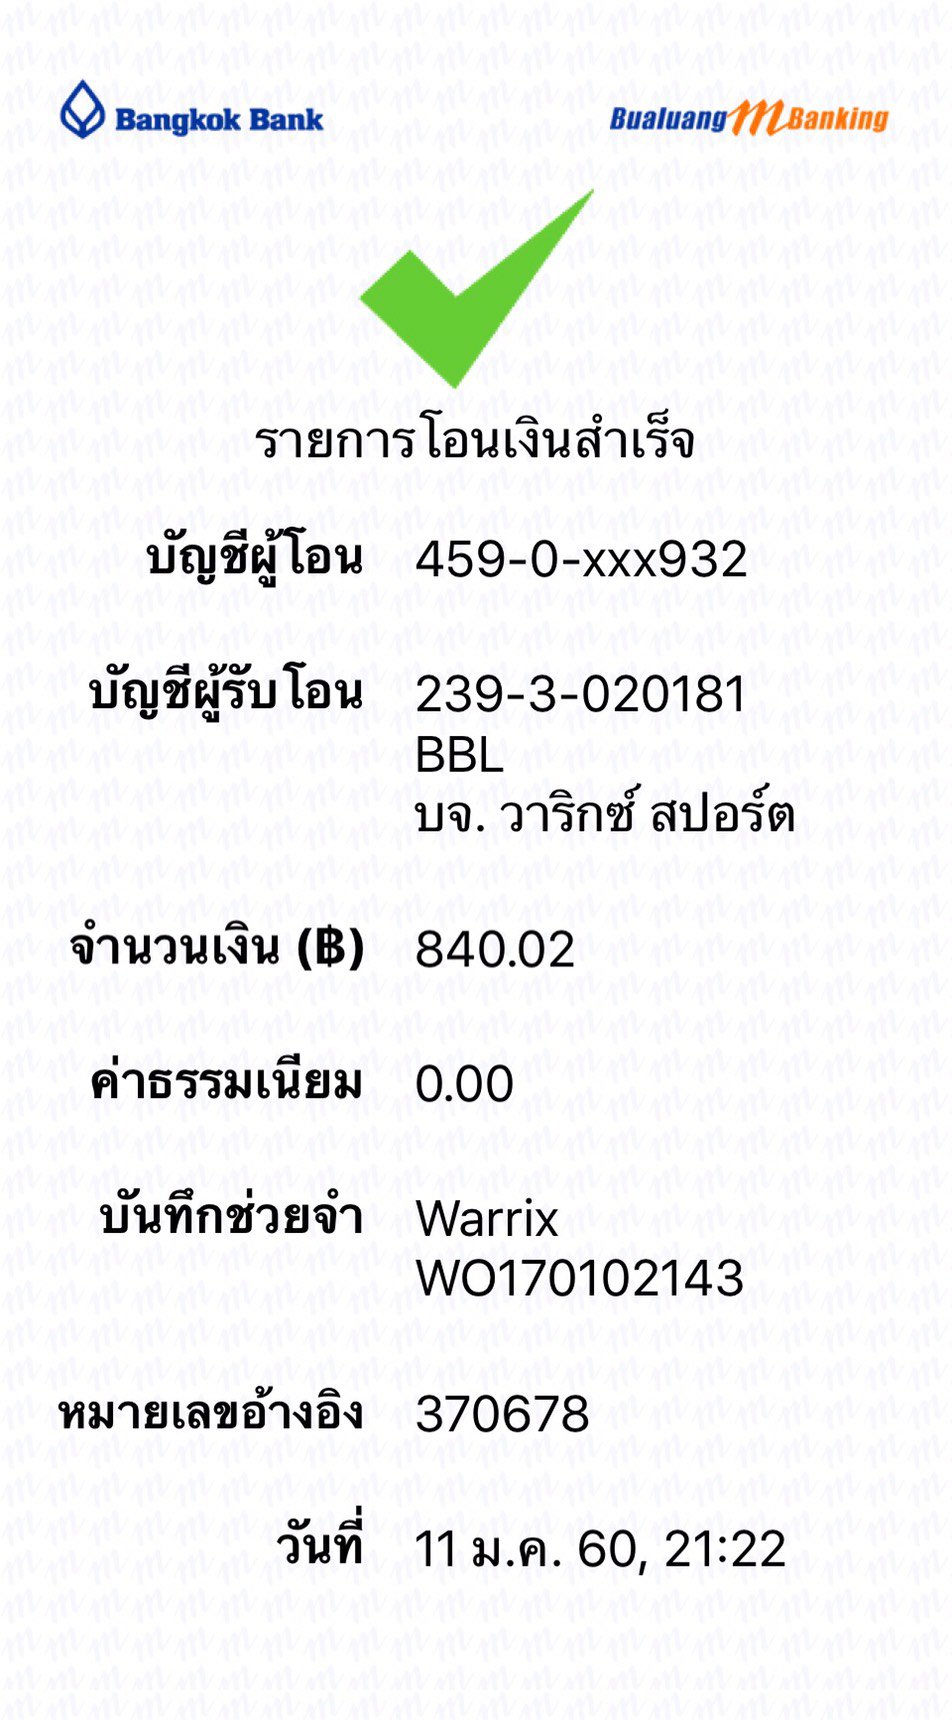 Bangkok Bank
Bualuang mBanking
รายการโอนเงินสำเร็จ
บัญชีผู้โอน 459-0-xxx932
บัญชีผู้รับโอน 239-3-020181
BBL
บจ. วาริกซ์ สปอร์ต
จำนวนเงิน (฿) 840.02
ค่าธรรมเนียม 0.00
บันทึกช่วยจำ Warrix
WO170102143
หมายเลขอ้างอิง 370678
วันที่ 11 ม.ค. 60, 21:22